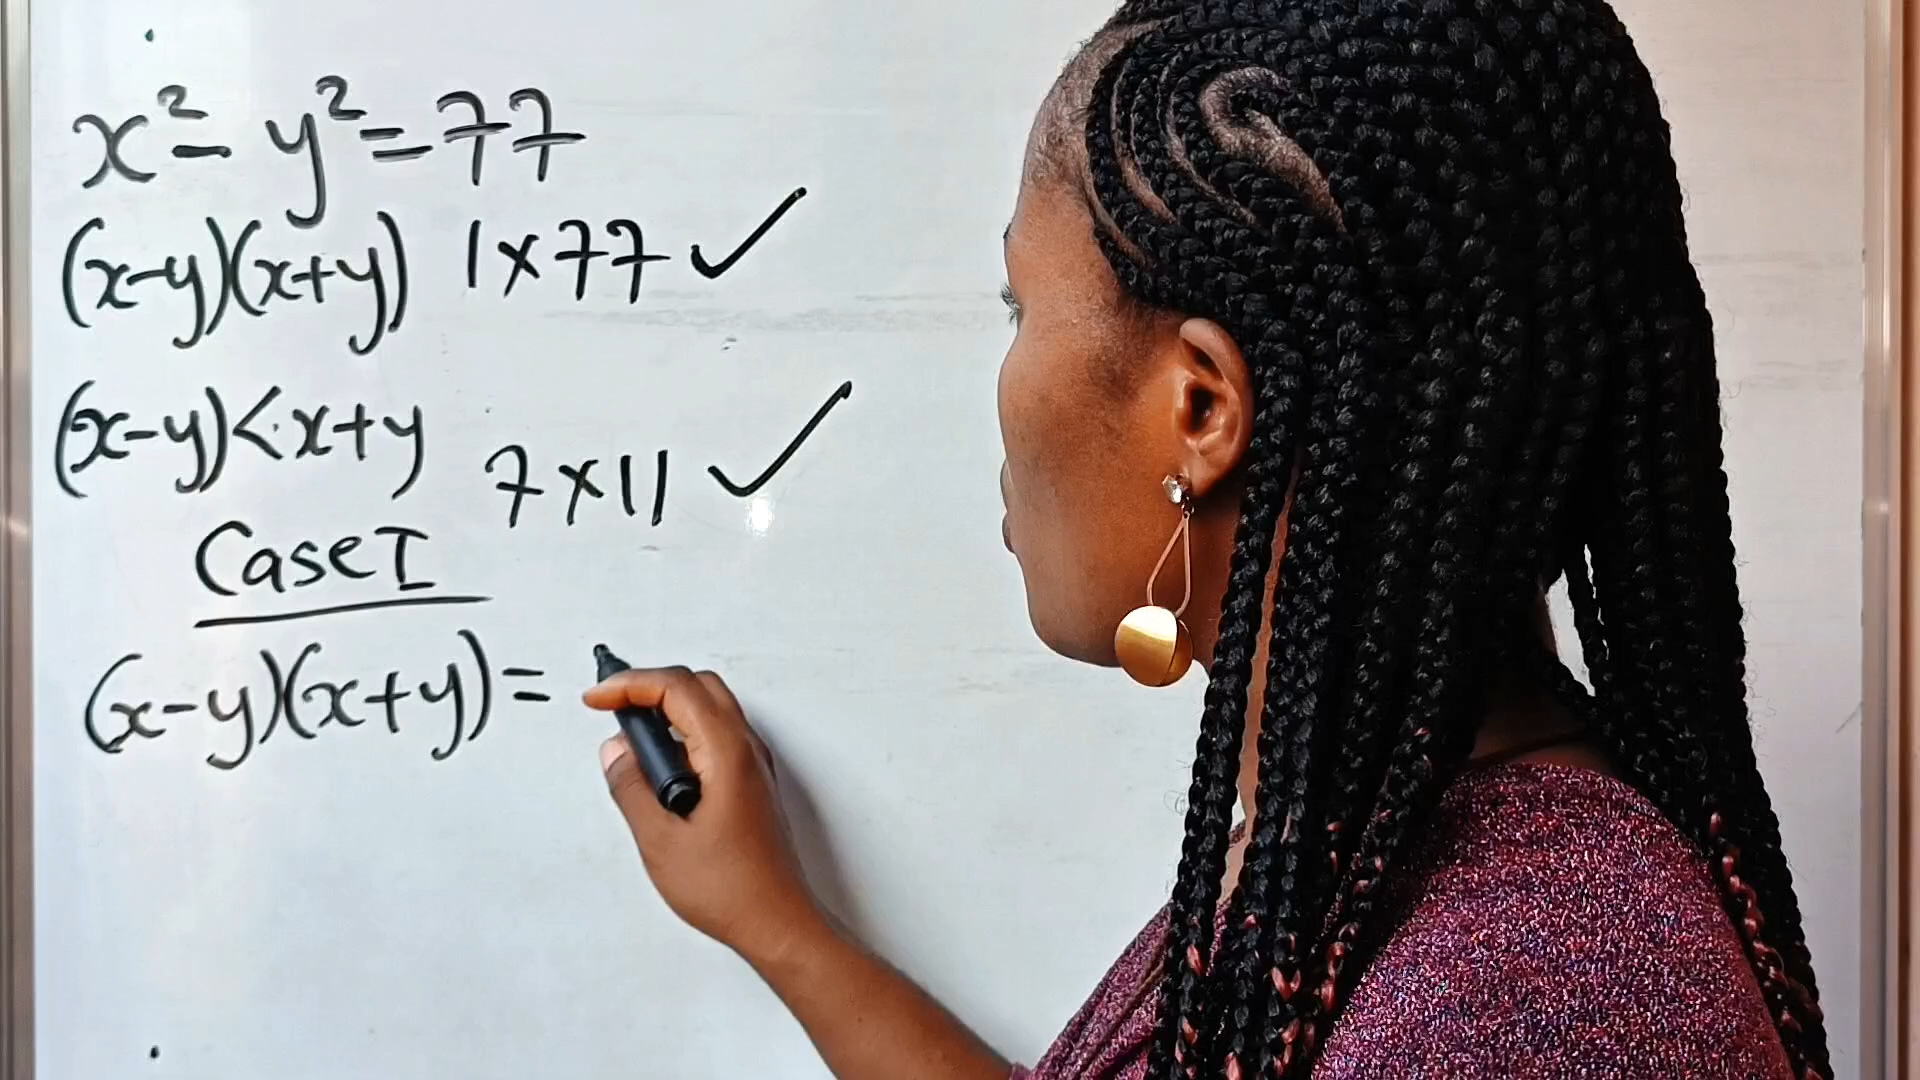 x² - y² = 77
(x-y)(x+y) 1 x 77 ✓
(x-y) < x+y
7 x 11 ✓
Case I
(x-y)(x+y) =